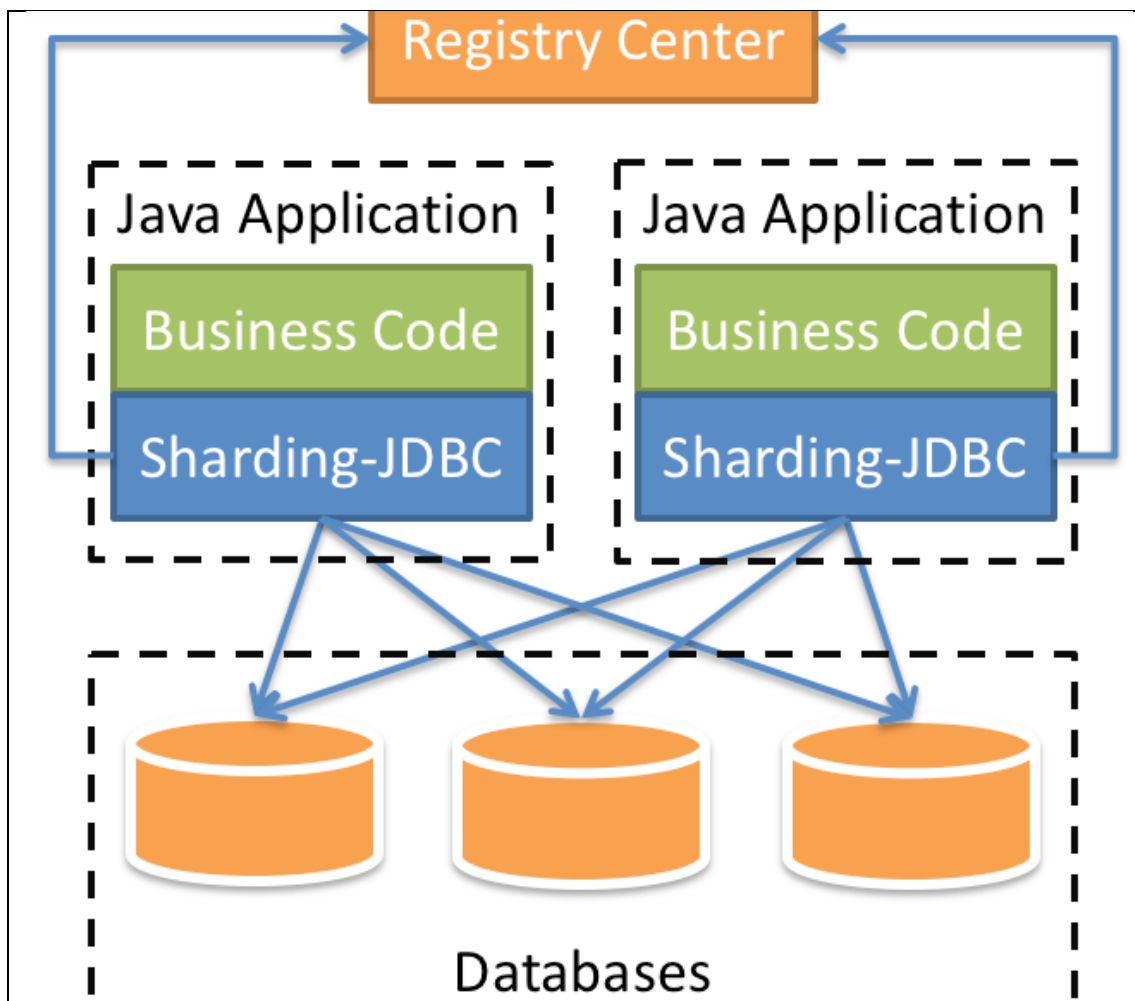 Registry Center
Java Application
Java Application
Business Code
Business Code
Sharding-JDBC
Sharding-JDBC
Databases